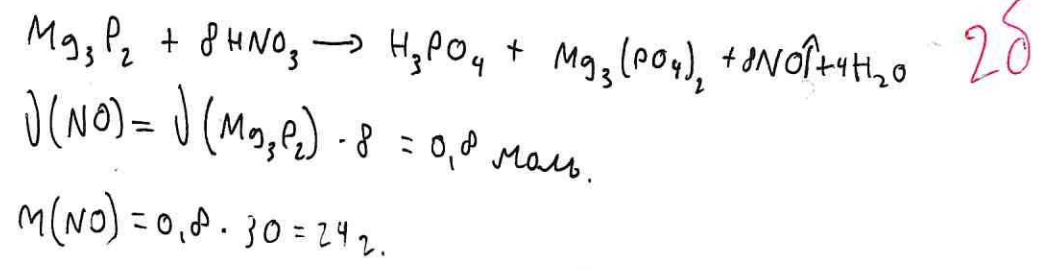 Mg₃P₂ + 8HNO₃ → H₃PO₄ + Mg₃(PO₄)₂ + 8NO↑ + 4H₂O 2б
ν(NO) = ν(Mg₃P₂) · 8 = 0,8 моль.
m(NO) = 0,8 · 30 = 24 г.